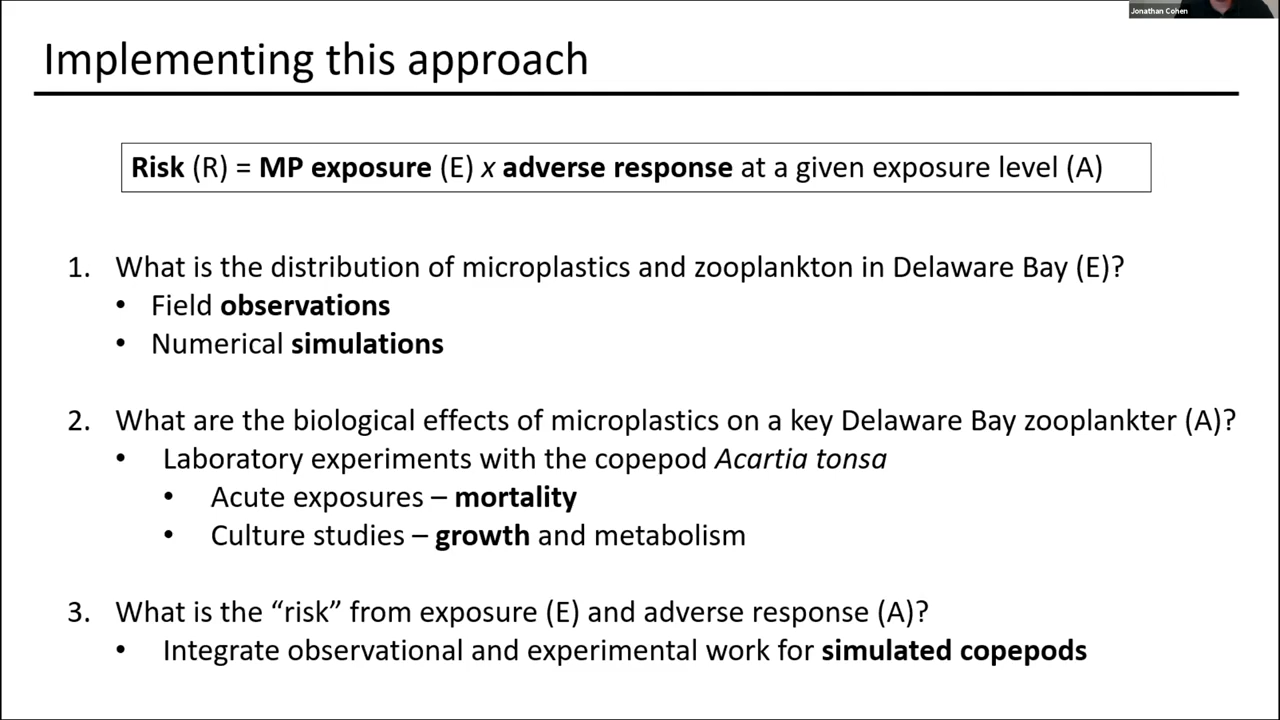 Jonathan Cohen
Implementing this approach
Risk (R) = MP exposure (E) x adverse response at a given exposure level (A)
1. What is the distribution of microplastics and zooplankton in Delaware Bay (E)?
• Field observations
• Numerical simulations
2. What are the biological effects of microplastics on a key Delaware Bay zooplankter (A)?
• Laboratory experiments with the copepod Acartia tonsa
• Acute exposures – mortality
• Culture studies – growth and metabolism
3. What is the “risk” from exposure (E) and adverse response (A)?
• Integrate observational and experimental work for simulated copepods